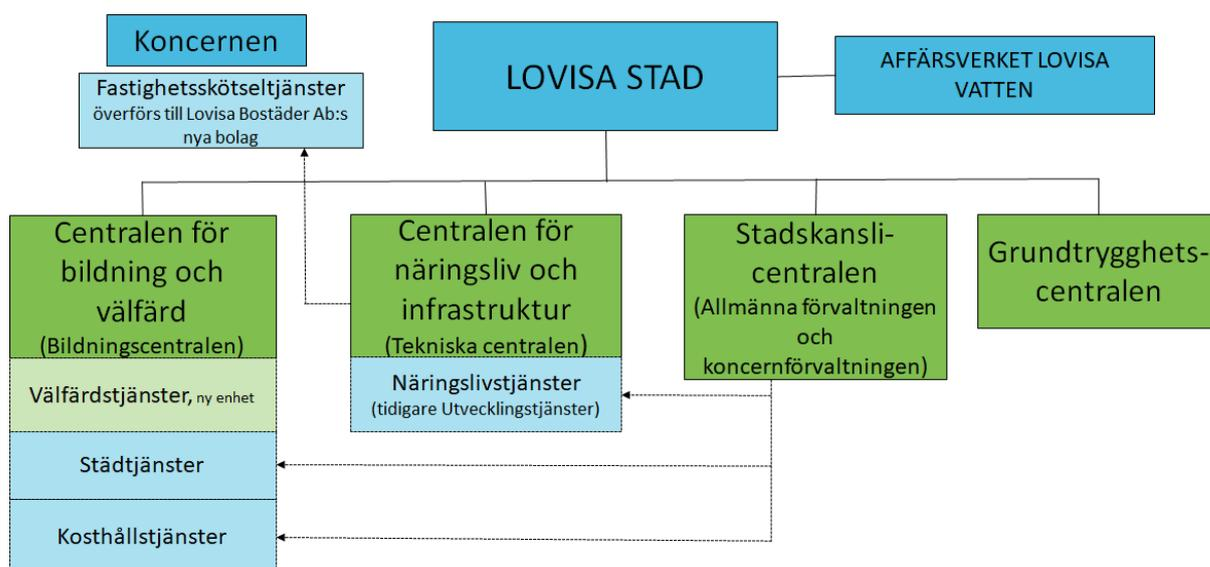 Koncernen
Fastighetsskötseltjänster
överförs till Lovisa Bostäder Ab:s
nya bolag
LOVISA STAD
AFFÄRSVERKET LOVISA
VATTEN
Centralen för
bildning och
välfärd
(Bildningscentralen)
Välfärdstjänster, ny enhet
Städtjänster
Kosthållstjänster
Centralen för
näringsliv och
infrastruktur
(Tekniska centralen)
Näringslivstjänster
(tidigare Utvecklingstjänster)
Stadskansli-
centralen
(Allmänna förvaltningen
och
koncernförvaltningen)
Grundtrygghets-
centralen